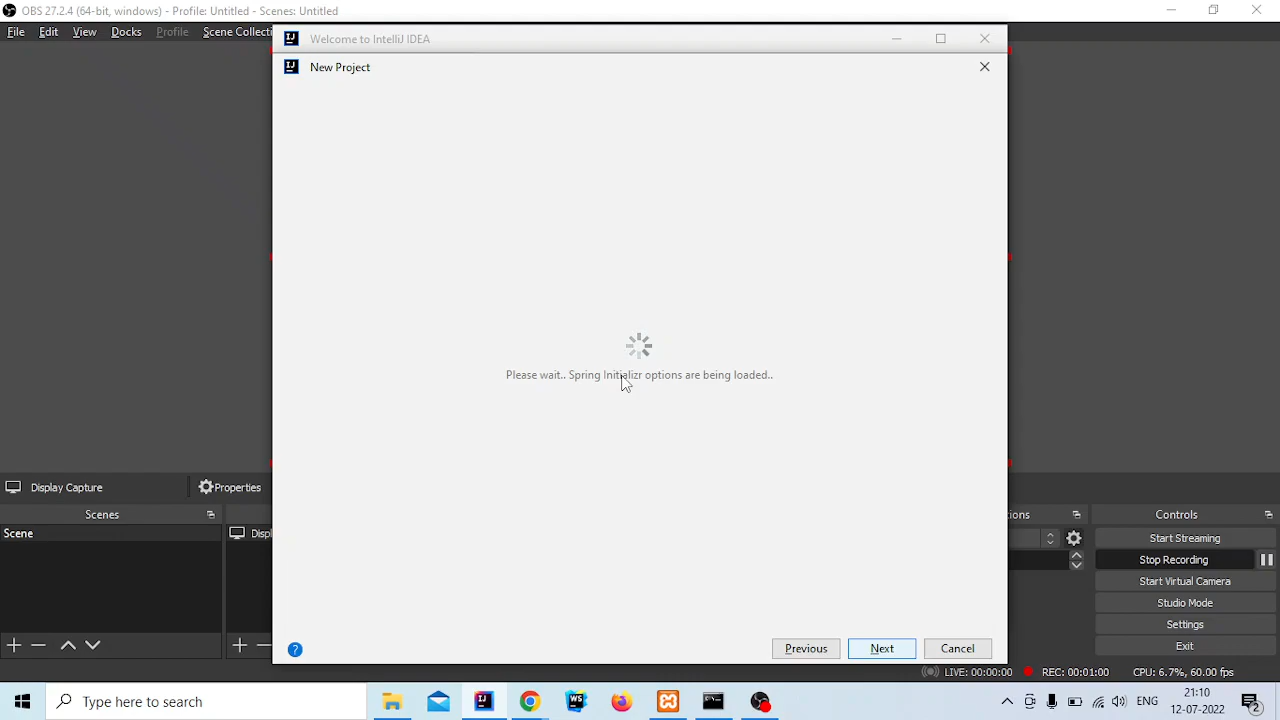 OBS 27.2.4 (64-bit, windows) - Profile: Untitled - Scenes: Untitled
File Edit View Docks Profile Scene Collecti
Welcome to IntelliJ IDEA
New Project
Please wait.. Spring Initializr options are being loaded..
Display Capture Properties
Scenes ions Controls
Scene Displ
Start Streaming
Stop Recording
Start Virtual Camera
Studio Mode
Settings
Exit
Previous Next Cancel
LIVE: 00:00:00 REC: 00:01:00 CPU: 6.7%, 60.00 fps
Type here to search
ENG 21:10
12-07-2022 2